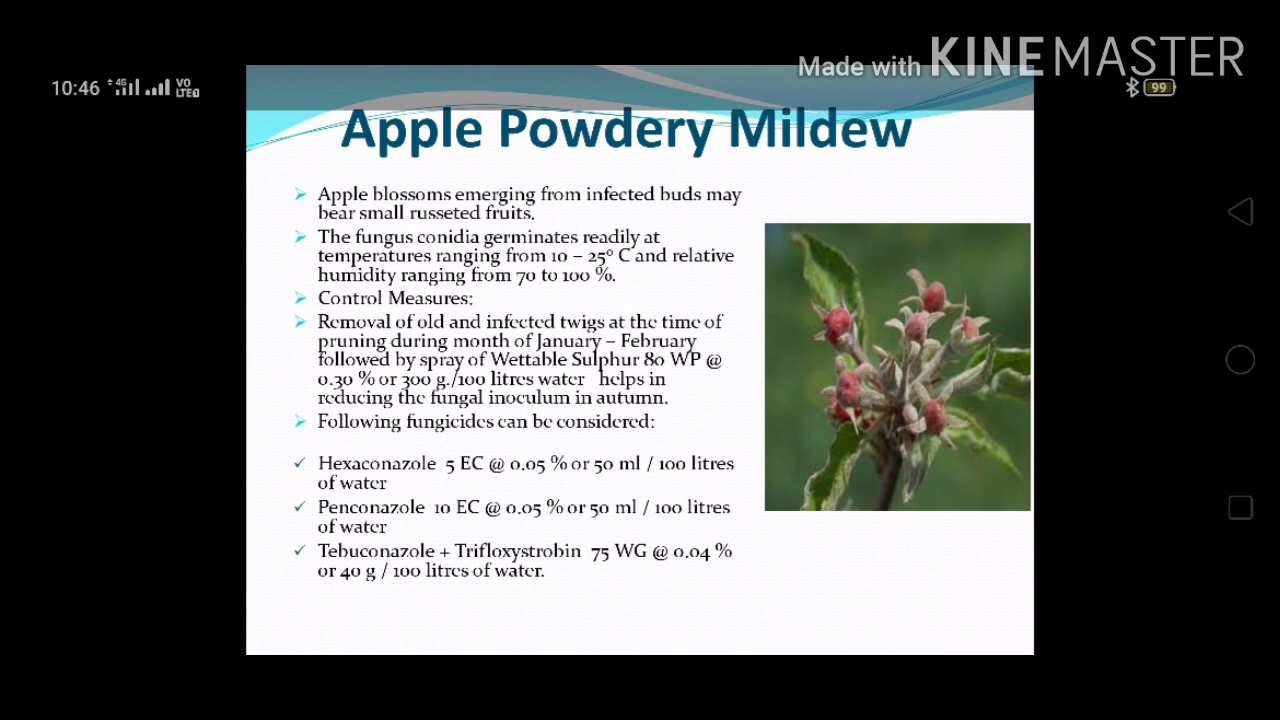 Made with KINEMASTER
10:46 4G VO LTE 99
Apple Powdery Mildew
Apple blossoms emerging from infected buds may
bear small russeted fruits.
The fungus conidia germinates readily at
temperatures ranging from 10 – 25° C and relative
humidity ranging from 70 to 100 %.
Control Measures:
Removal of old and infected twigs at the time of
pruning during month of January – February
followed by spray of Wettable Sulphur 80 WP @
0.30 % or 300 g./100 litres water helps in
reducing the fungal inoculum in autumn.
Following fungicides can be considered:
Hexaconazole 5 EC @ 0.05 % or 50 ml / 100 litres
of water
Penconazole 10 EC @ 0.05 % or 50 ml / 100 litres
of water
Tebuconazole + Trifloxystrobin 75 WG @ 0.04 %
or 40 g / 100 litres of water.